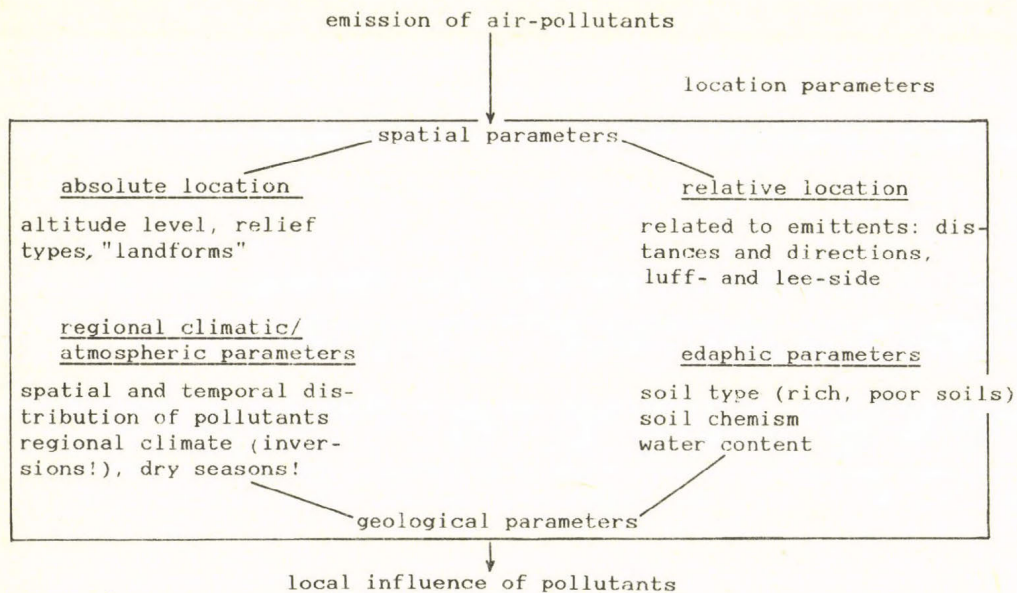 emission of air-pollutants
location parameters
spatial parameters
absolute location
altitude level, relief
types, "landforms"
relative location
related to emittents: dis-
tances and directions,
luff- and lee-side
regional climatic/
atmospheric parameters
spatial and temporal dis-
tribution of pollutants
regional climate (inver-
sions!), dry seasons!
edaphic parameters
soil type (rich, poor soils)
soil chemism
water content
geological parameters
local influence of pollutants